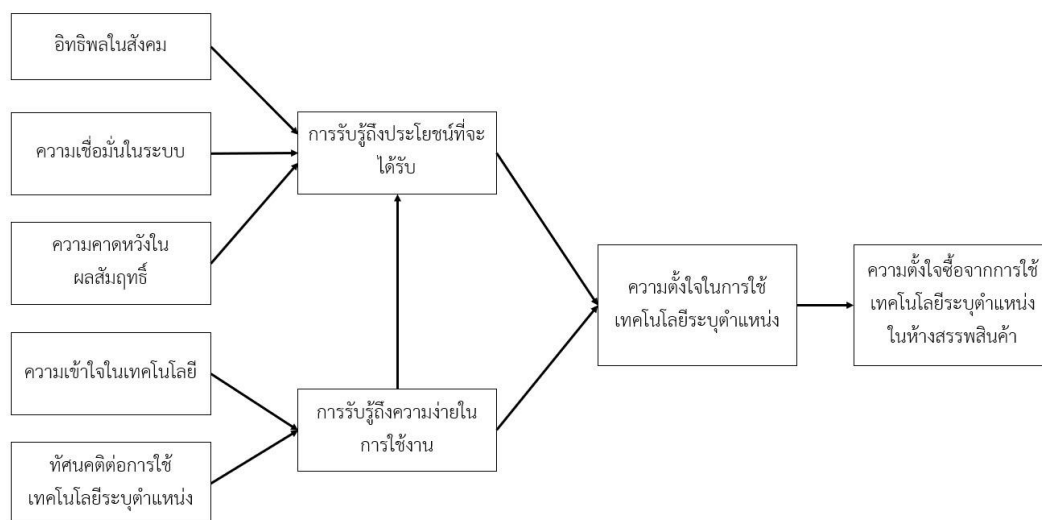 อิทธิพลในสังคม
ความเชื่อมั่นในระบบ
ความคาดหวังใน
ผลสัมฤทธิ์
ความเข้าใจในเทคโนโลยี
ทัศนคติต่อการใช้
เทคโนโลยีระบุตำแหน่ง
การรับรู้ถึงประโยชน์ที่จะ
ได้รับ
การรับรู้ถึงความง่ายใน
การใช้งาน
ความตั้งใจในการใช้
เทคโนโลยีระบุตำแหน่ง
ความตั้งใจซื้อจากการใช้
เทคโนโลยีระบุตำแหน่ง
ในห้างสรรพสินค้า